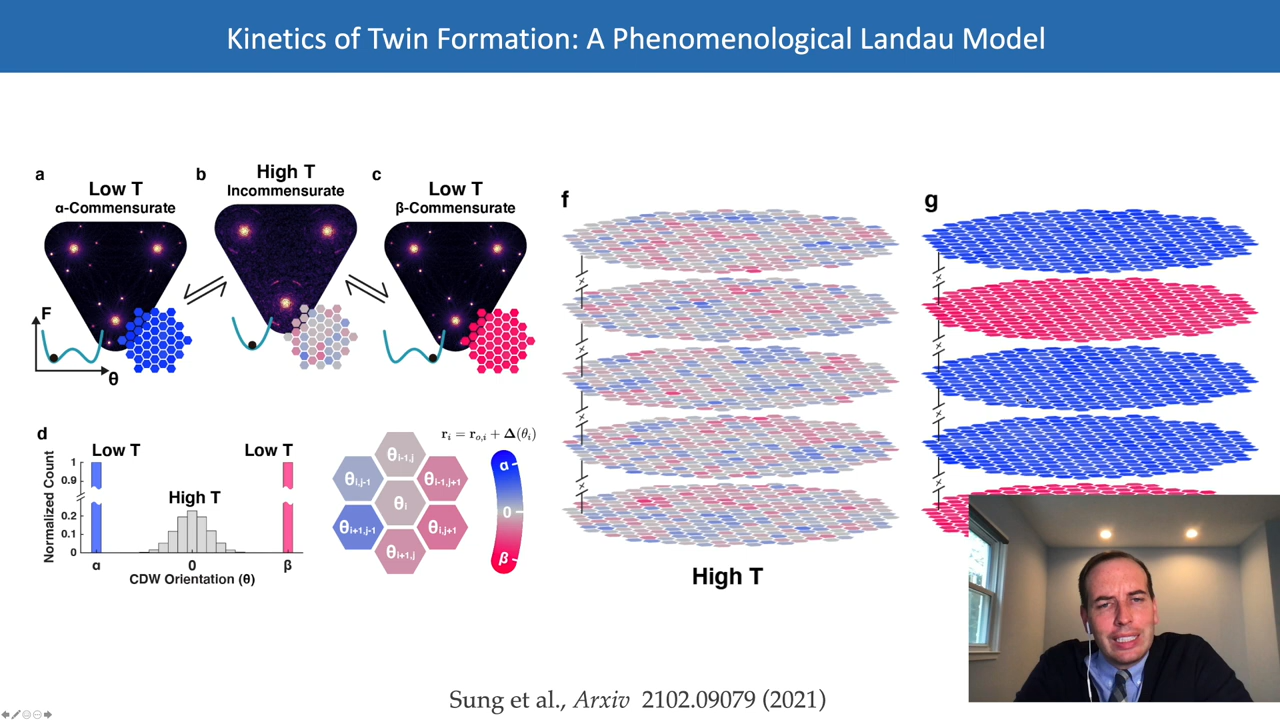 Kinetics of Twin Formation: A Phenomenological Landau Model
a
Low T
α-Commensurate
b
High T
Incommensurate
c
Low T
β-Commensurate
F
θ
d
Low T
Low T
High T
Normalized Count
1
0.9
0.2
0.1
0
α
0
β
CDW Orientation (θ)
θi-1,j
θi,j-1
θi-1,j+1
θi
θi+1,j-1
θi,j+1
θi+1,j
ri = ro,i + Δ(θi)
α
0
β
f
High T
g
Sung et al., Arxiv 2102.09079 (2021)